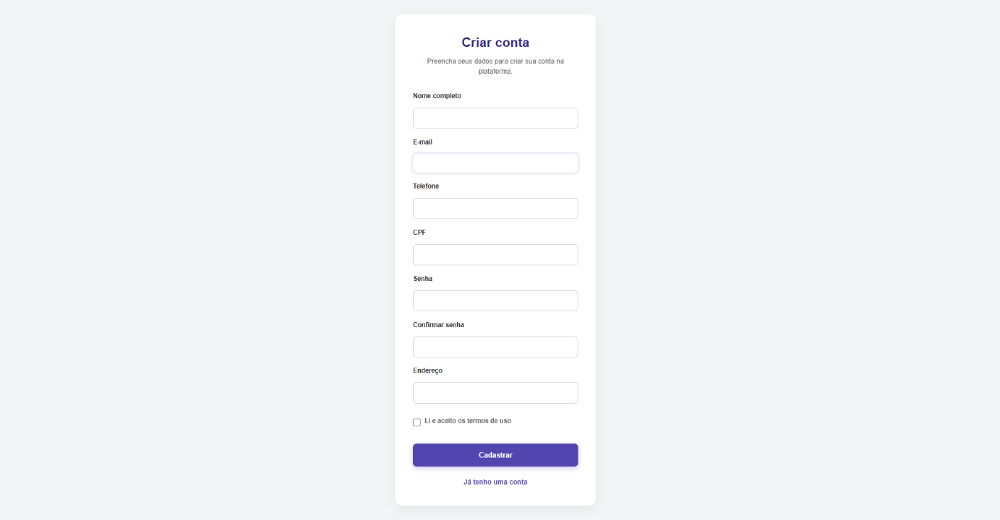 Criar conta
Preencha seus dados para criar sua conta na
plataforma.
Nome completo
E-mail
Telefone
CPF
Senha
Confirmar senha
Endereço
Li e aceito os termos de uso
Cadastrar
Já tenho uma conta